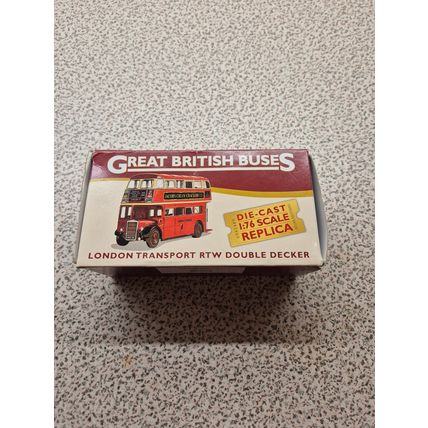 GREAT BRITISH BUSES
DIE-CAST
1:76 SCALE
REPLICA
LONDON TRANSPORT RTW DOUBLE DECKER